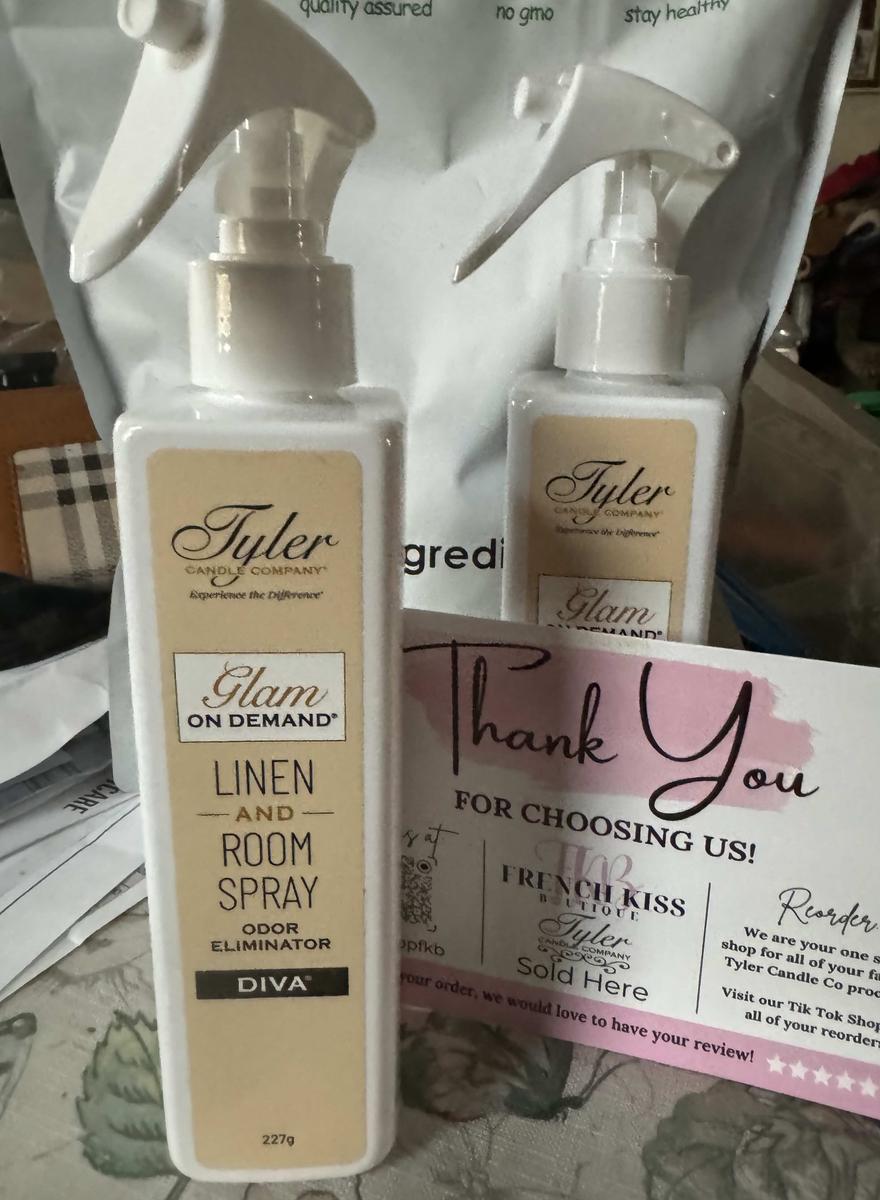 quality assured
no gmo
stay healthy
Tyler
CANDLE COMPANY®
Experience the Difference®
Glam
ON DEMAND®
LINEN
AND
ROOM
SPRAY
ODOR
ELIMINATOR
DIVA®
227g
gredi
Tyler
CANDLE COMPANY®
Experience the Difference®
Glam
ON DEMAND®
Thank You
FOR CHOOSING US!
s at
opfkb
FKB
FRENCH KISS
BOUTIQUE
Tyler
CANDLE COMPANY
Sold Here
Reorder
We are your one s
shop for all of your fa
Tyler Candle Co proc
Visit our Tik Tok Shop
all of your reorder
your order, we would love to have your review!
CARE